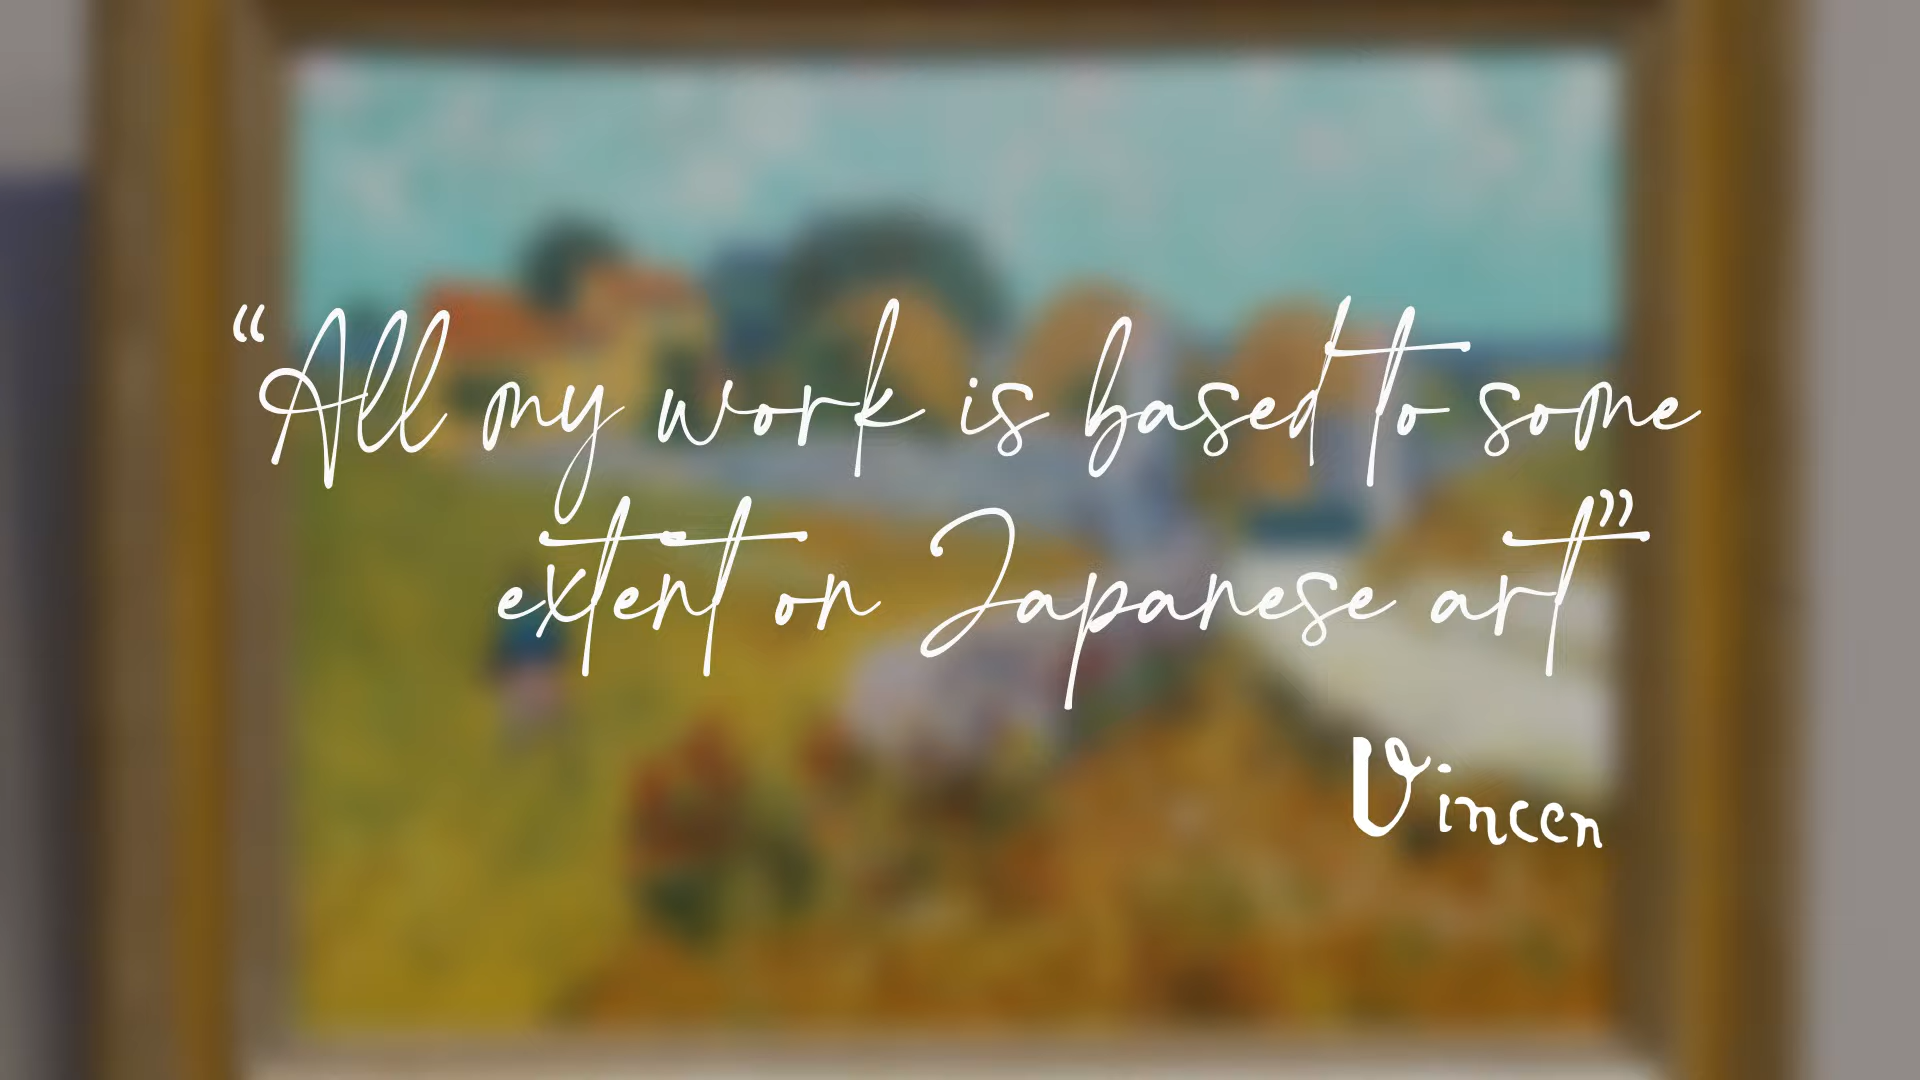 “All my work is based to some
extent on Japanese art”
Vincen